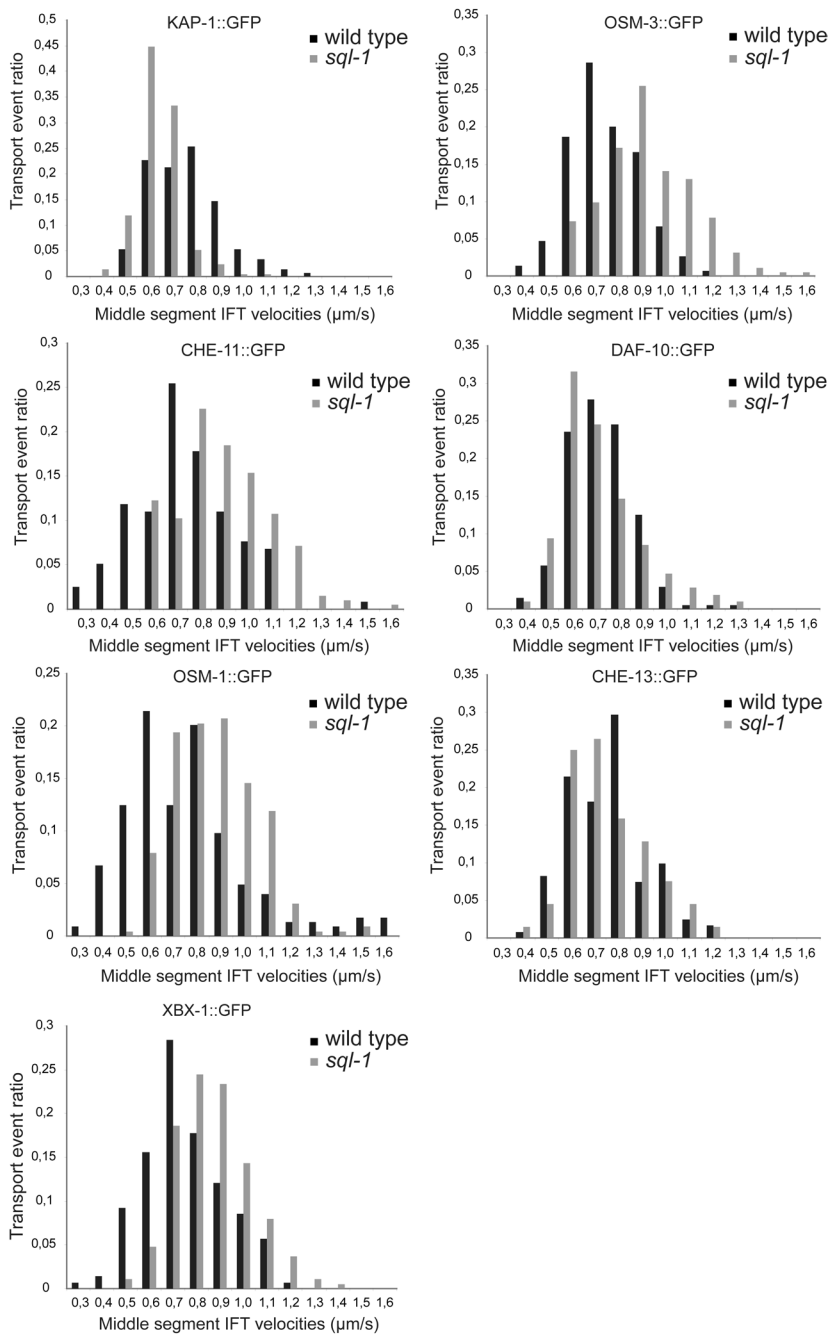 KAP-1::GFP
wild type
sql-1
Transport event ratio
0,5
0,45
0,4
0,35
0,3
0,25
0,2
0,15
0,1
0,05
0
0,3 0,4 0,5 0,6 0,7 0,8 0,9 1,0 1,1 1,2 1,3 1,4 1,5 1,6
Middle segment IFT velocities (µm/s)
OSM-3::GFP
wild type
sql-1
Transport event ratio
0,35
0,3
0,25
0,2
0,15
0,1
0,05
0
0,3 0,4 0,5 0,6 0,7 0,8 0,9 1,0 1,1 1,2 1,3 1,4 1,5 1,6
Middle segment IFT velocities (µm/s)
CHE-11::GFP
wild type
sql-1
Transport event ratio
0,3
0,25
0,2
0,15
0,1
0,05
0
0,3 0,4 0,5 0,6 0,7 0,8 0,9 1,0 1,1 1,2 1,3 1,4 1,5 1,6
Middle segment IFT velocities (µm/s)
DAF-10::GFP
wild type
sql-1
Transport event ratio
0,35
0,3
0,25
0,2
0,15
0,1
0,05
0
0,3 0,4 0,5 0,6 0,7 0,8 0,9 1,0 1,1 1,2 1,3 1,4 1,5 1,6
Middle segment IFT velocities (µm/s)
OSM-1::GFP
wild type
sql-1
Transport event ratio
0,25
0,2
0,15
0,1
0,05
0
0,3 0,4 0,5 0,6 0,7 0,8 0,9 1,0 1,1 1,2 1,3 1,4 1,5 1,6
Middle segment IFT velocities (µm/s)
CHE-13::GFP
wild type
sql-1
Transport event ratio
0,35
0,3
0,25
0,2
0,15
0,1
0,05
0
0,3 0,4 0,5 0,6 0,7 0,8 0,9 1,0 1,1 1,2 1,3 1,4 1,5 1,6
Middle segment IFT velocities (µm/s)
XBX-1::GFP
wild type
sql-1
Transport event ratio
0,3
0,25
0,2
0,15
0,1
0,05
0
0,3 0,4 0,5 0,6 0,7 0,8 0,9 1,0 1,1 1,2 1,3 1,4 1,5 1,6
Middle segment IFT velocities (µm/s)